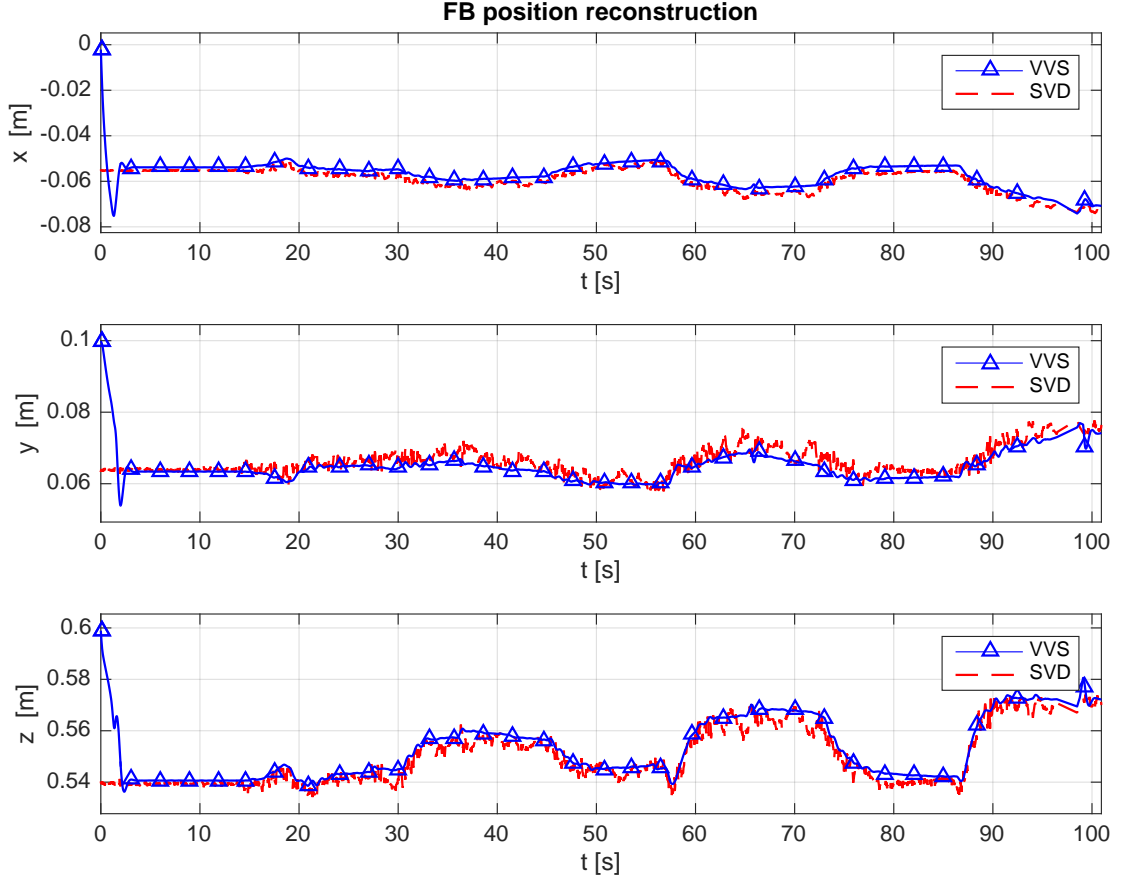 FB position reconstruction
0
-0.02
-0.04
-0.06
-0.08
x [m]
VVS
SVD
0 10 20 30 40 50 60 70 80 90 100
t [s]
0.1
0.08
0.06
y [m]
VVS
SVD
0 10 20 30 40 50 60 70 80 90 100
t [s]
0.6
0.58
0.56
0.54
z [m]
VVS
SVD
0 10 20 30 40 50 60 70 80 90 100
t [s]